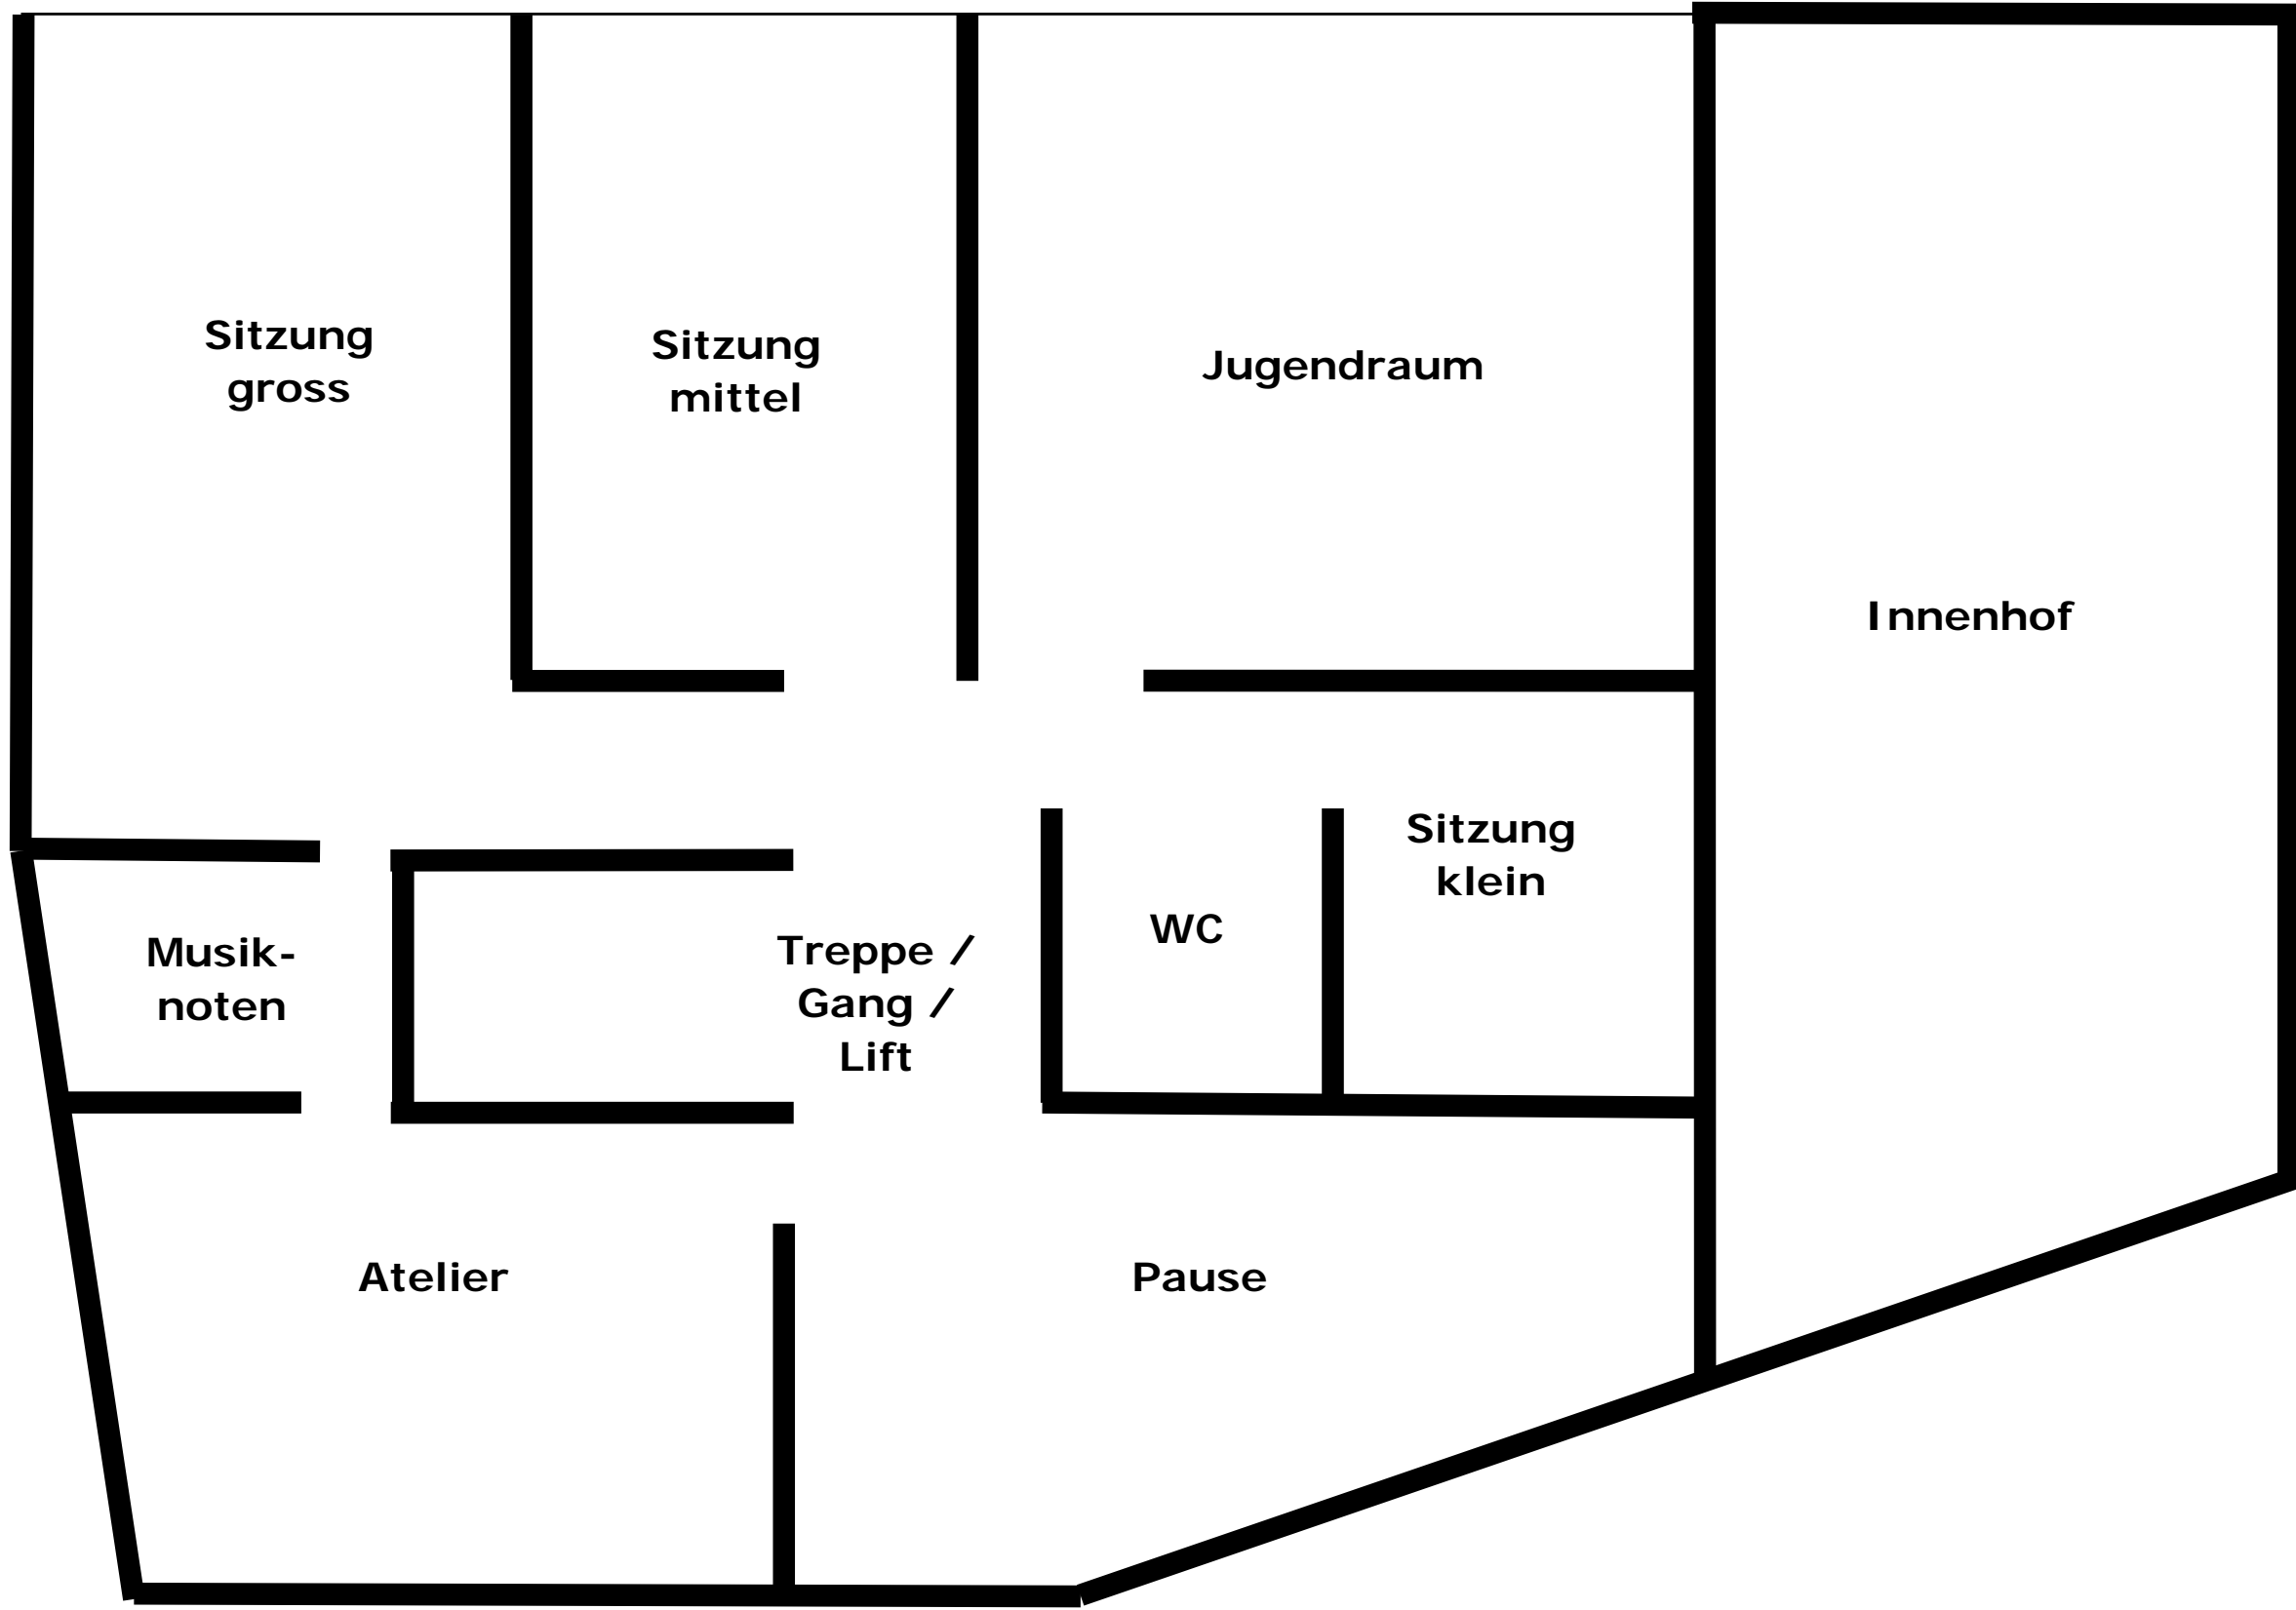 Sitzung
gross
Sitzung
mittel
Jugendraum
Innenhof
Sitzung
klein
WC
Musik-
noten
Treppe /
Gang /
Lift
Atelier
Pause